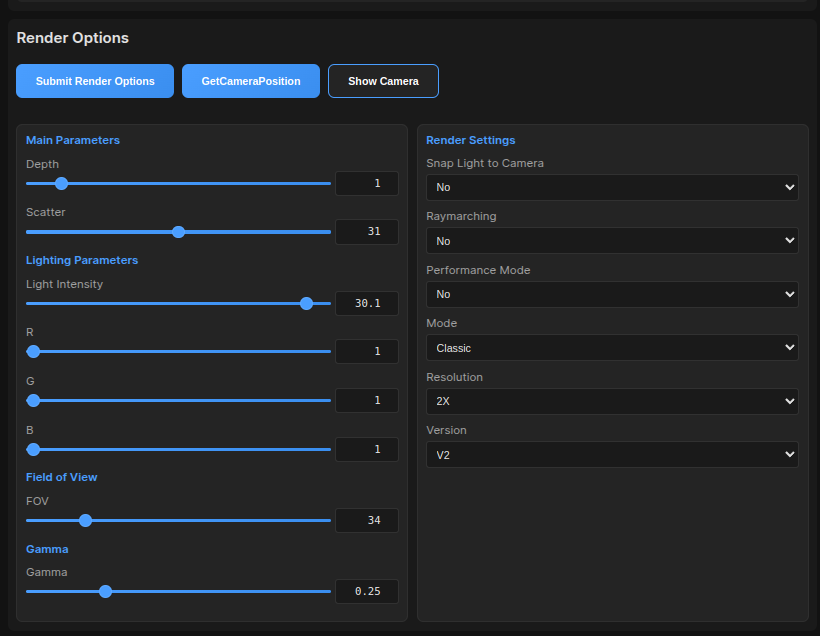 Render Options
Submit Render Options
GetCameraPosition
Show Camera
Main Parameters
Depth
1
Scatter
31
Lighting Parameters
Light Intensity
30.1
R
1
G
1
B
1
Field of View
FOV
34
Gamma
Gamma
0.25
Render Settings
Snap Light to Camera
No
Raymarching
No
Performance Mode
No
Mode
Classic
Resolution
2X
Version
V2